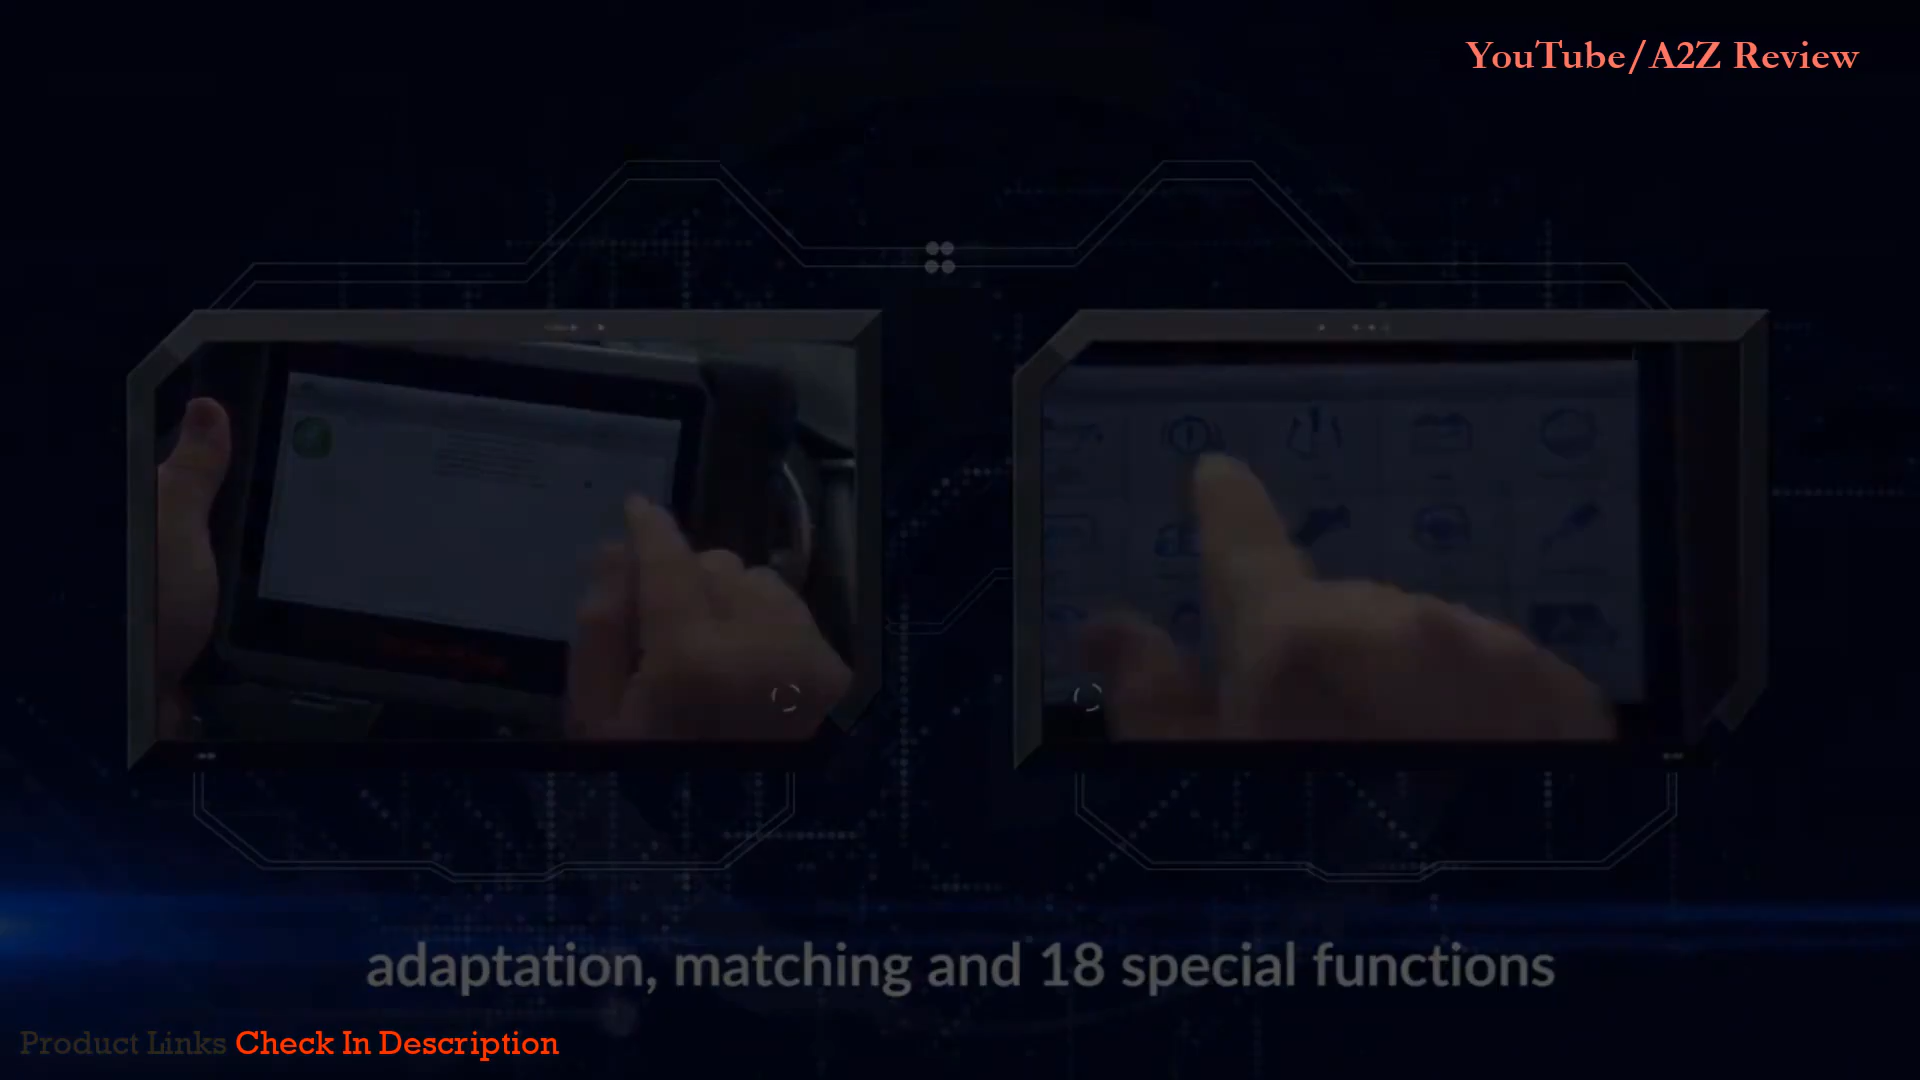 YouTube/A2Z Review
adaptation, matching and 18 special functions
Product Links Check In Description